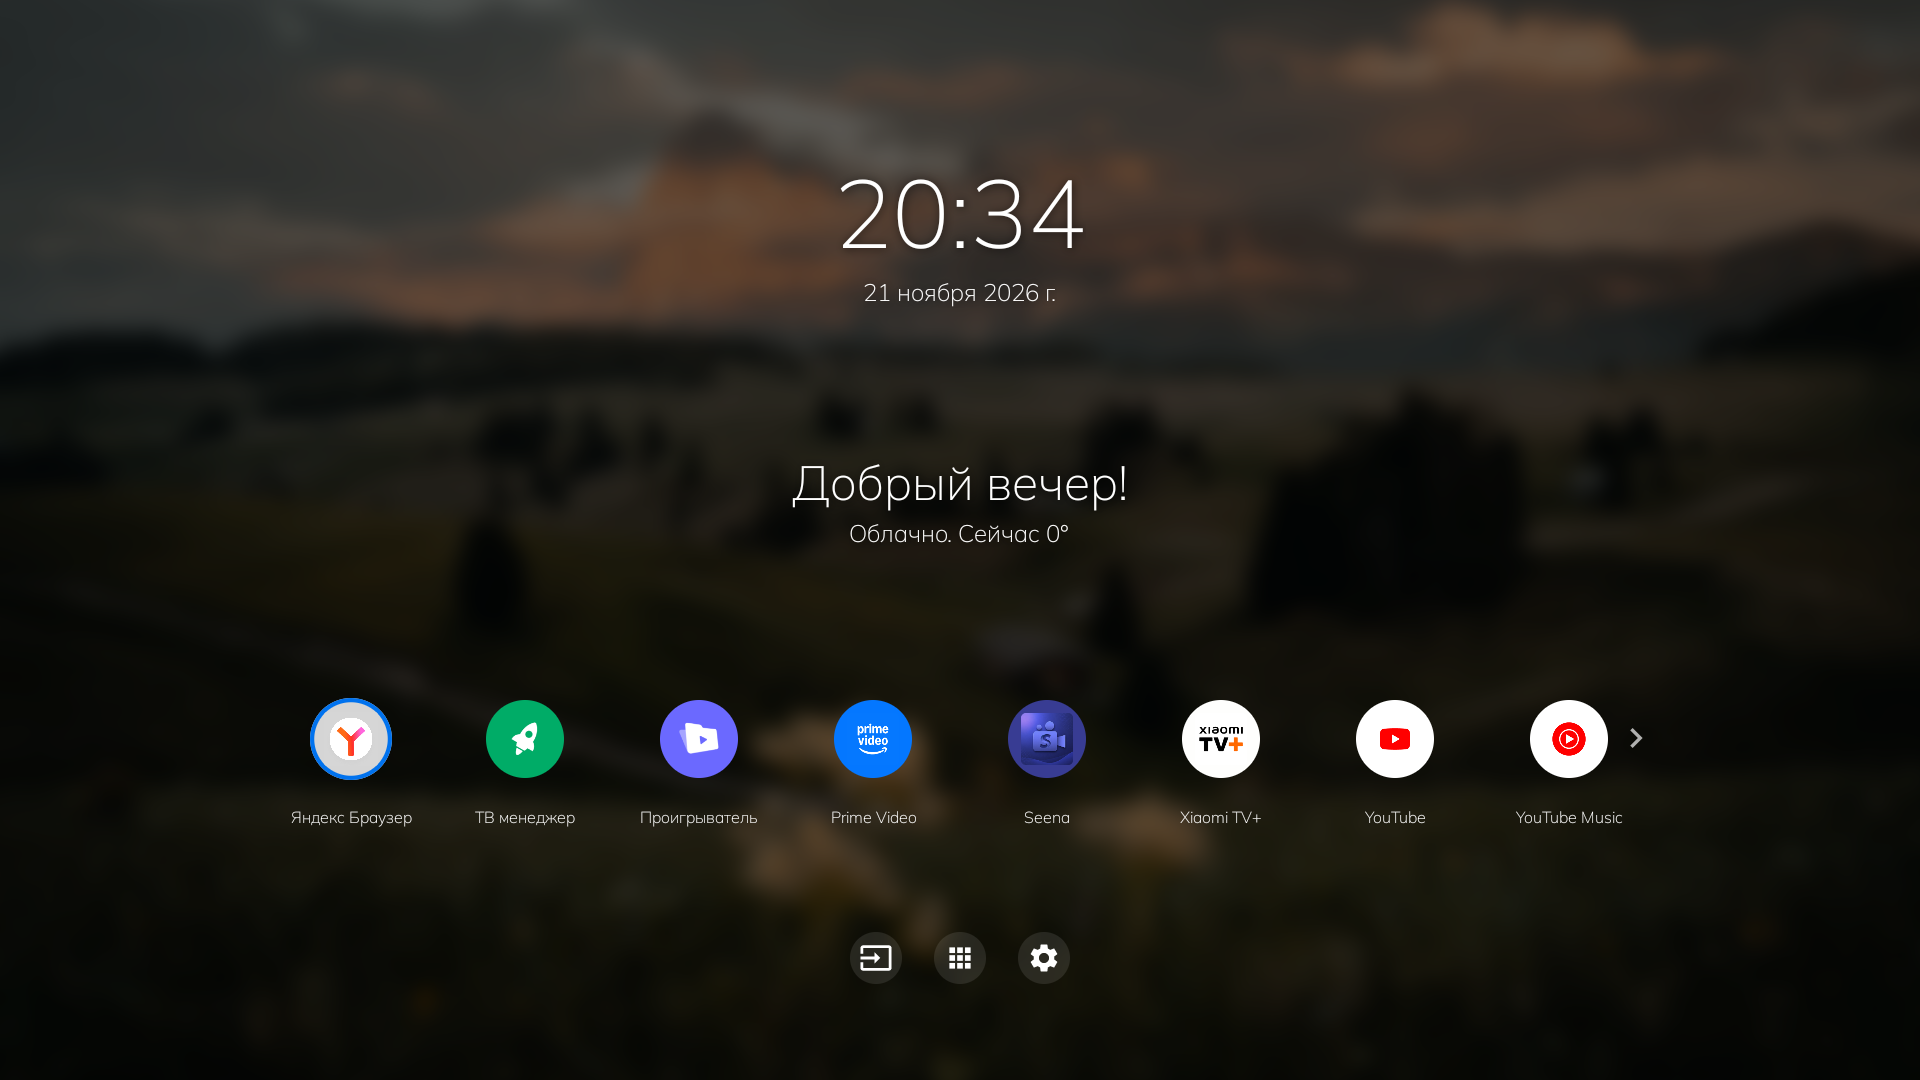 20:34
21 ноября 2026 г.
Добрый вечер!
Облачно. Сейчас 0°
prime
video
S
xiaomi
TV+
Яндекс Браузер
ТВ менеджер
Проигрыватель
Prime Video
Seena
Xiaomi TV+
YouTube
YouTube Music